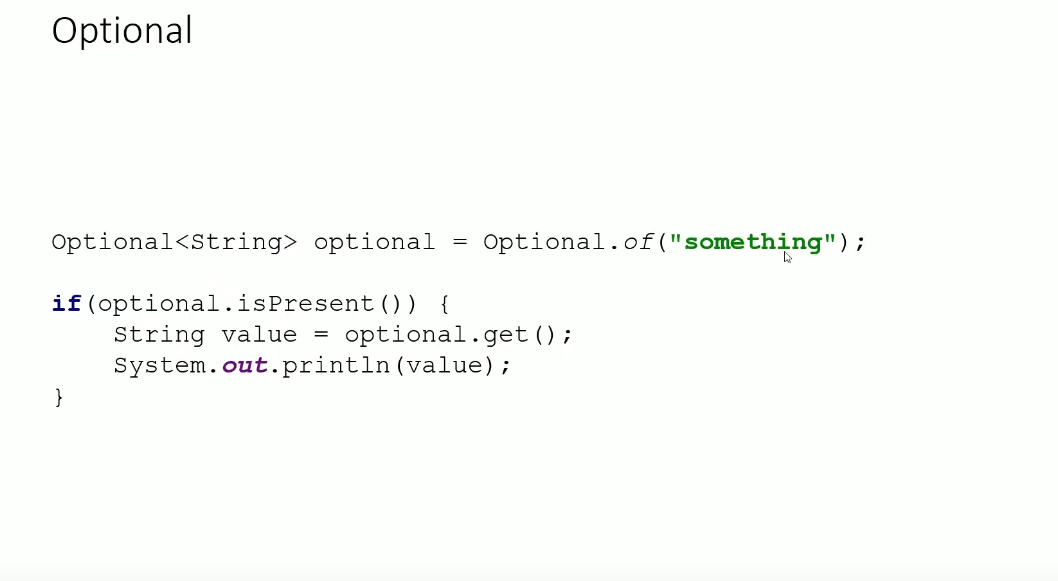 Optional
Optional<String> optional = Optional.of("something");
if(optional.isPresent()) {
    String value = optional.get();
    System.out.println(value);
}